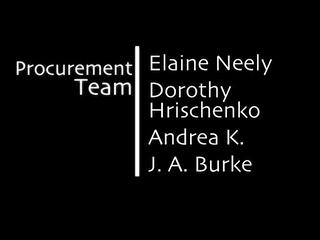 Procurement
Team
Elaine Neely
Dorothy
Hrischenko
Andrea K.
J. A. Burke